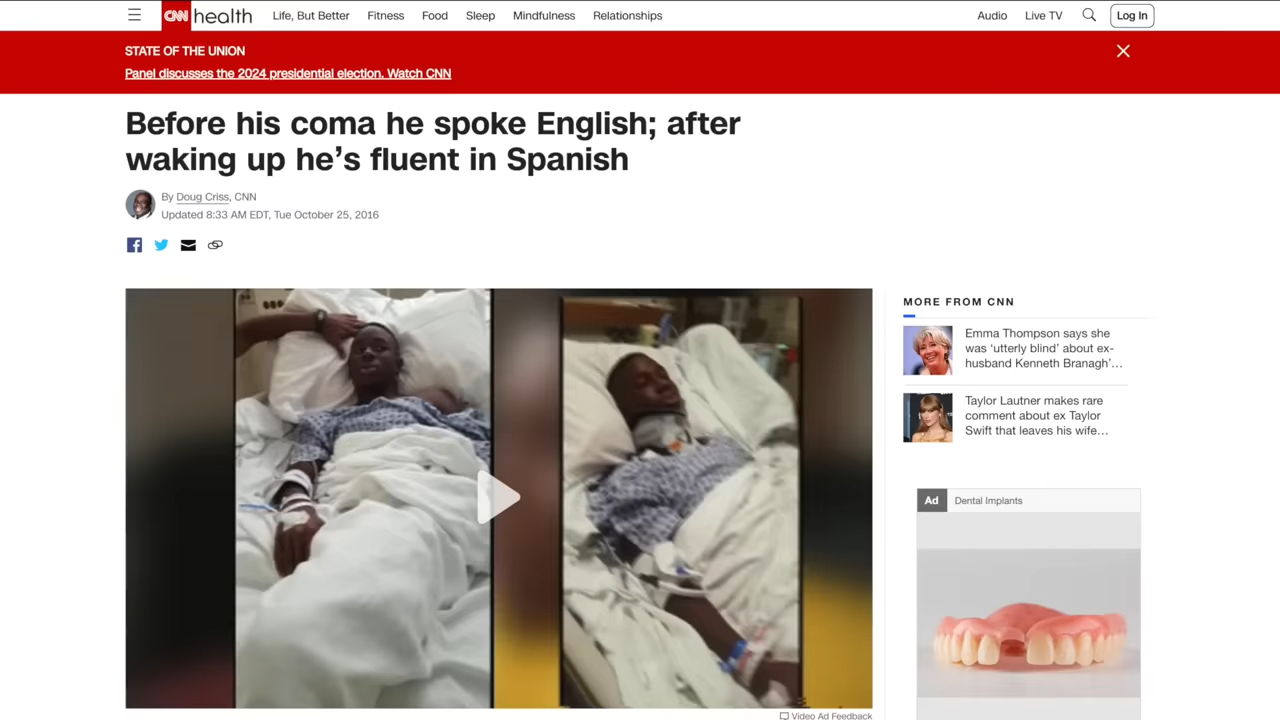 CNN health
Life, But Better
Fitness
Food
Sleep
Mindfulness
Relationships
Audio
Live TV
Log In
STATE OF THE UNION
Panel discusses the 2024 presidential election. Watch CNN
Before his coma he spoke English; after
waking up he’s fluent in Spanish
By Doug Criss, CNN
Updated 8:33 AM EDT, Tue October 25, 2016
MORE FROM CNN
Emma Thompson says she
was ‘utterly blind’ about ex-
husband Kenneth Branagh’…
Taylor Lautner makes rare
comment about ex Taylor
Swift that leaves his wife…
Ad
Dental Implants
Video Ad Feedback